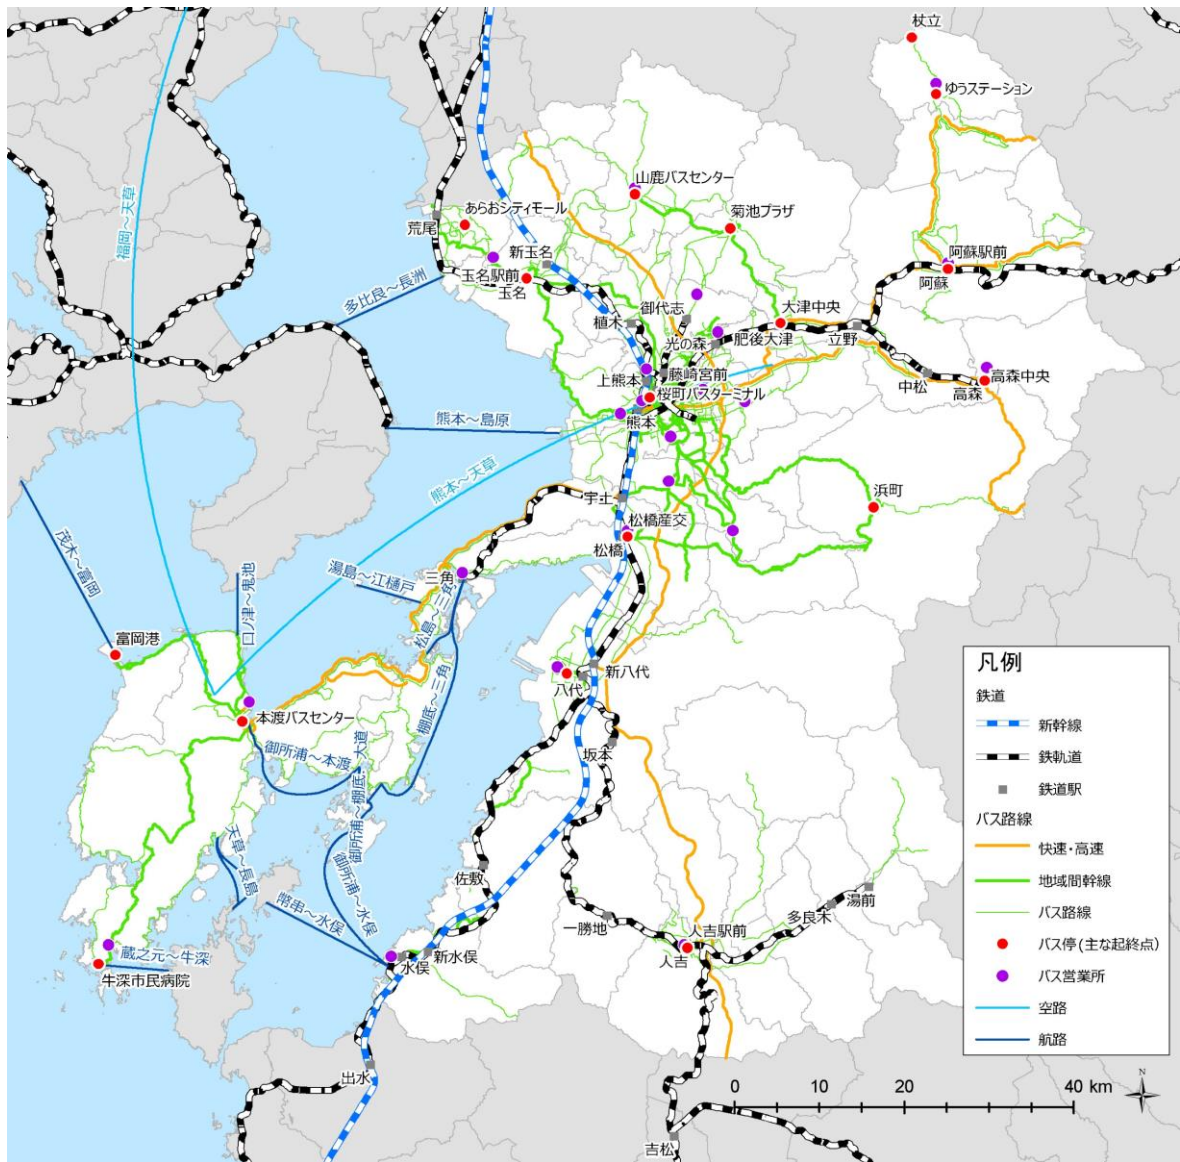 杖立
ゆうステーション
福岡～天草
山鹿バスセンター
あらおシティモール
菊池プラザ
荒尾
新玉名
阿蘇駅前
玉名駅前
阿蘇
玉名
多比良～長洲
御代志
大津中央
植木
光の森
肥後大津
立野
上熊本
藤崎宮前
中松
高森中央
高森
桜町バスターミナル
熊本
熊本～島原
熊本～天草
宇土
浜町
松橋産交
松橋
茂木～富岡
湯島～江樋戸
三角
口ノ津～鬼池
松島～三角
富岡港
新八代
八代
棚底～三角
本渡バスセンター
御所浦～本渡
大道
坂本
御所浦～棚底
天草～長島
御所浦～水俣
佐敷
幣串～水俣
湯前
多良木
一勝地
人吉駅前
人吉
蔵之元～牛深
新水俣
水俣
牛深市民病院
出水
吉松
凡例
鉄道
新幹線
鉄軌道
鉄道駅
バス路線
快速・高速
地域間幹線
バス路線
バス停(主な起終点)
バス営業所
空路
航路
0 10 20 40 km
N